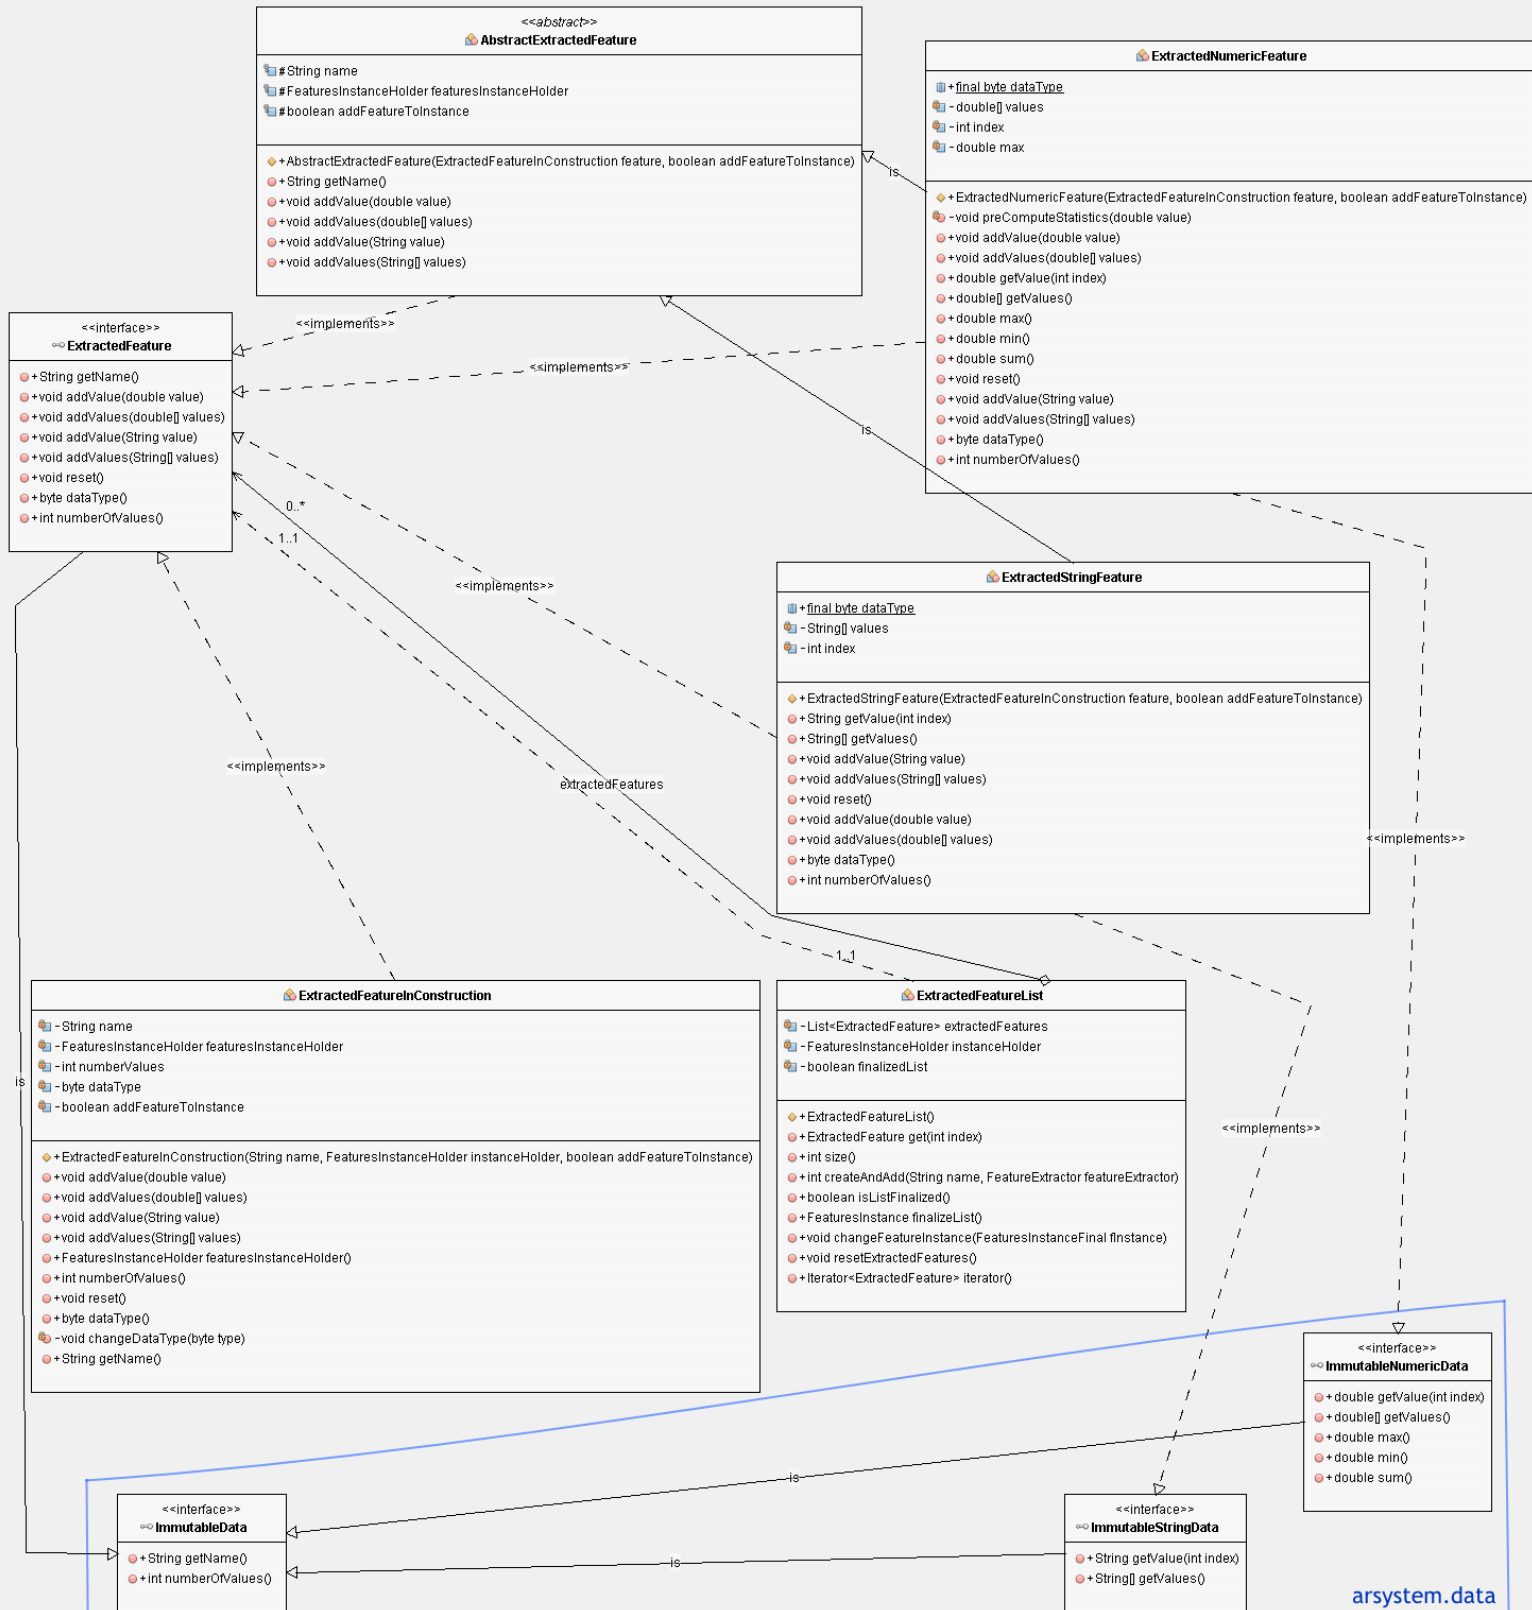 <<abstract>>
AbstractExtractedFeature
#String name
#FeaturesInstanceHolder featuresInstanceHolder
#boolean addFeatureToInstance
+AbstractExtractedFeature(ExtractedFeatureInConstruction feature, boolean addFeatureToInstance)
+String getName()
+void addValue(double value)
+void addValues(double[] values)
+void addValue(String value)
+void addValues(String[] values)
ExtractedNumericFeature
+final byte dataType
-double[] values
-int index
-double max
+ExtractedNumericFeature(ExtractedFeatureInConstruction feature, boolean addFeatureToInstance)
-void preComputeStatistics(double value)
+void addValue(double value)
+void addValues(double[] values)
+double getValue(int index)
+double[] getValues()
+double max()
+double min()
+double sum()
+void reset()
+void addValue(String value)
+void addValues(String[] values)
+byte dataType()
+int numberOfValues()
is
<<implements>>
<<implements>>
is
<<interface>>
ExtractedFeature
+String getName()
+void addValue(double value)
+void addValues(double[] values)
+void addValue(String value)
+void addValues(String[] values)
+void reset()
+byte dataType()
+int numberOfValues()
0..*
1..1
<<implements>>
<<implements>>
extractedFeatures
ExtractedStringFeature
+final byte dataType
-String[] values
-int index
+ExtractedStringFeature(ExtractedFeatureInConstruction feature, boolean addFeatureToInstance)
+String getValue(int index)
+String[] getValues()
+void addValue(String value)
+void addValues(String[] values)
+void reset()
+void addValue(double value)
+void addValues(double[] values)
+byte dataType()
+int numberOfValues()
<<implements>>
1..1
ExtractedFeatureInConstruction
-String name
-FeaturesInstanceHolder featuresInstanceHolder
-int numberValues
-byte dataType
-boolean addFeatureToInstance
+ExtractedFeatureInConstruction(String name, FeaturesInstanceHolder instanceHolder, boolean addFeatureToInstance)
+void addValue(double value)
+void addValues(double[] values)
+void addValue(String value)
+void addValues(String[] values)
+FeaturesInstanceHolder featuresInstanceHolder()
+int numberOfValues()
+void reset()
+byte dataType()
-void changeDataType(byte type)
+String getName()
ExtractedFeatureList
-List<ExtractedFeature> extractedFeatures
-FeaturesInstanceHolder instanceHolder
-boolean finalizedList
+ExtractedFeatureList()
+ExtractedFeature get(int index)
+int size()
+int createAndAdd(String name, FeatureExtractor featureExtractor)
+boolean isListFinalized()
+FeaturesInstance finalizeList()
+void changeFeatureInstance(FeaturesInstanceFinal fInstance)
+void resetExtractedFeatures()
+Iterator<ExtractedFeature> iterator()
is
<<implements>>
<<interface>>
ImmutableNumericData
+double getValue(int index)
+double[] getValues()
+double max()
+double min()
+double sum()
is
<<interface>>
ImmutableData
+String getName()
+int numberOfValues()
is
<<interface>>
ImmutableStringData
+String getValue(int index)
+String[] getValues()
arsystem.data